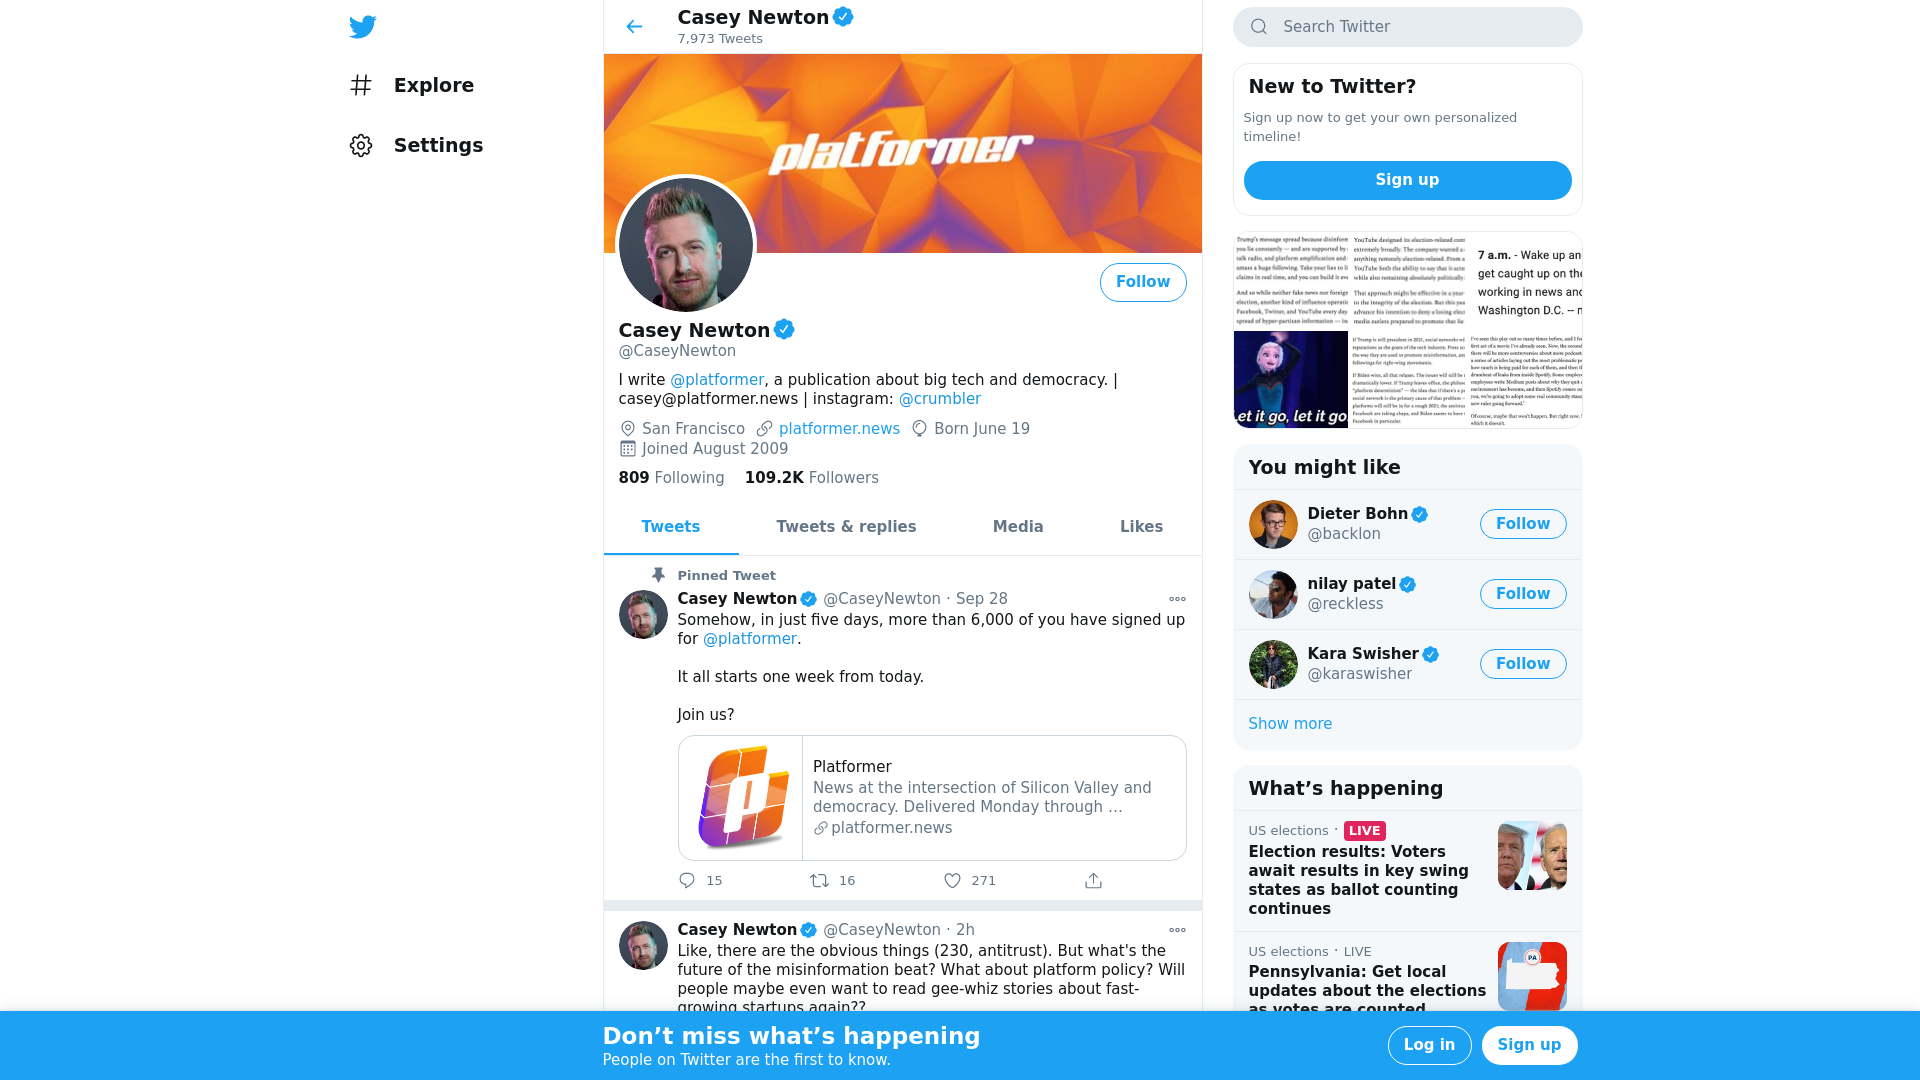 Explore
Settings
Casey Newton
7,973 Tweets
platformer
Follow
Casey Newton
@CaseyNewton
I write @platformer, a publication about big tech and democracy. |
casey@platformer.news | instagram: @crumbler
San Francisco platformer.news Born June 19
Joined August 2009
809 Following 109.2K Followers
Tweets Tweets & replies Media Likes
Pinned Tweet
Casey Newton @CaseyNewton · Sep 28
Somehow, in just five days, more than 6,000 of you have signed up
for @platformer.
It all starts one week from today.
Join us?
Platformer
News at the intersection of Silicon Valley and
democracy. Delivered Monday through …
platformer.news
15 16 271
Casey Newton @CaseyNewton · 2h
Like, there are the obvious things (230, antitrust). But what's the
future of the misinformation beat? What about platform policy? Will
people maybe even want to read gee-whiz stories about fast-
growing startups again??
Search Twitter
New to Twitter?
Sign up now to get your own personalized
timeline!
Sign up
7 a.m. - Wake up an
get caught up on the
working in news and
Washington D.C. --
et it go, let it go
You might like
Dieter Bohn
@backlon
Follow
nilay patel
@reckless
Follow
Kara Swisher
@karaswisher
Follow
Show more
What's happening
US elections · LIVE
Election results: Voters
await results in key swing
states as ballot counting
continues
US elections · LIVE
Pennsylvania: Get local
updates about the elections
as votes are counted
PA
Don't miss what's happening
People on Twitter are the first to know.
Log in
Sign up